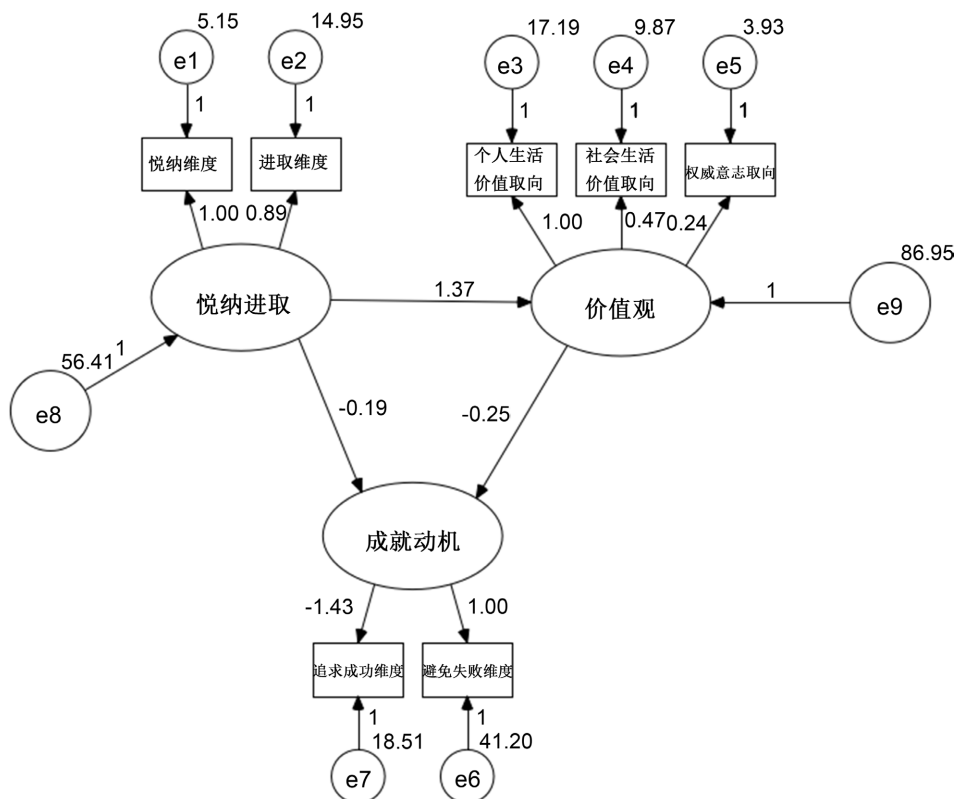 5.15
14.95
17.19
9.87
3.93
e1
e2
e3
e4
e5
1
1
1
1
1
悦纳维度
进取维度
个人生活
价值取向
社会生活
价值取向
权威意志取向
1.00
0.89
1.00
0.47
0.24
86.95
悦纳进取
1.37
价值观
1
e9
56.41
1
e8
-0.19
-0.25
成就动机
-1.43
1.00
追求成功维度
避免失败维度
1
1
18.51
41.20
e7
e6